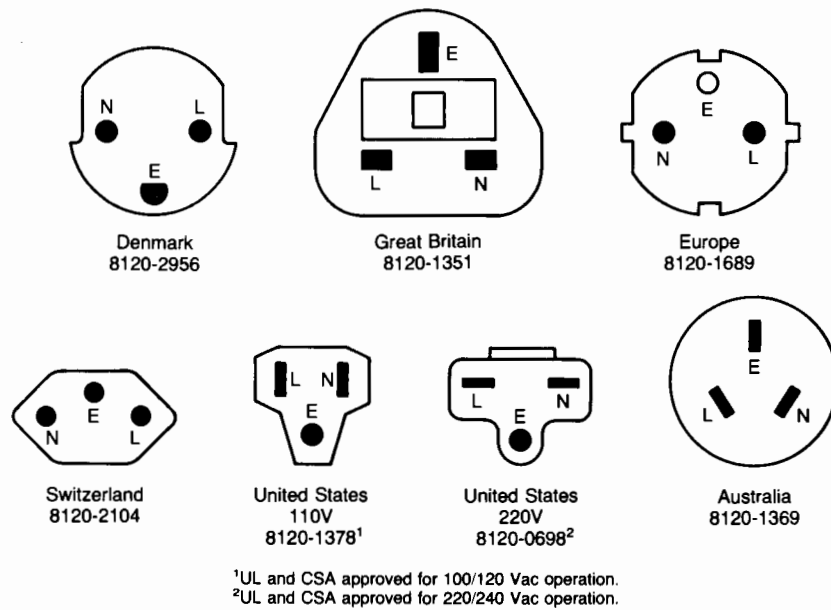 N L
E
Denmark
8120-2956
E
L N
Great Britain
8120-1351
E
N L
Europe
8120-1689
N E L
Switzerland
8120-2104
L N
E
United States
110V
8120-1378¹
L N
E
United States
220V
8120-0698²
E
L N
Australia
8120-1369
¹UL and CSA approved for 100/120 Vac operation.
²UL and CSA approved for 220/240 Vac operation.